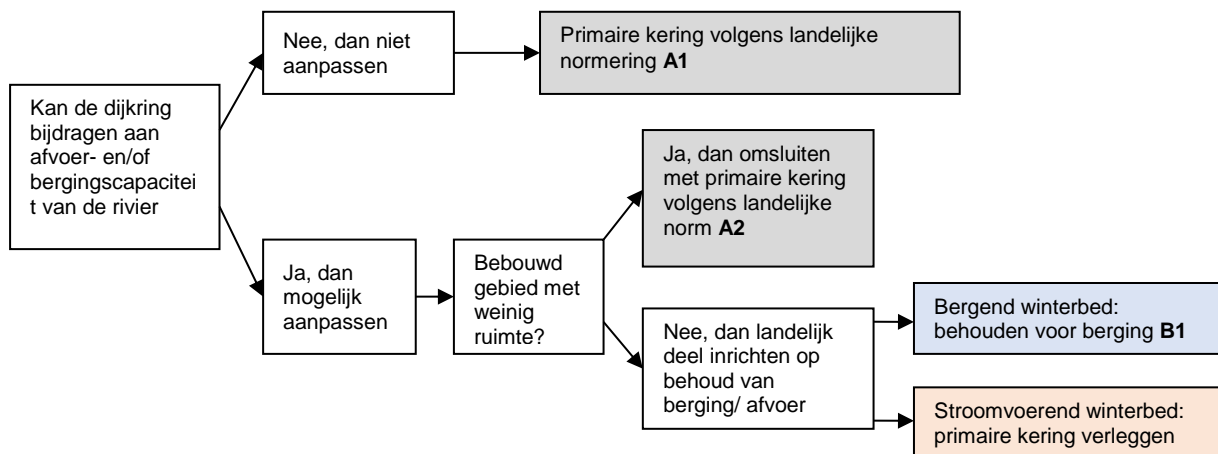 Kan de dijkring
bijdragen aan
afvoer- en/of
bergingscapacitei
t van de rivier
Nee, dan niet
aanpassen
Primaire kering volgens landelijke
normering A1
Ja, dan
mogelijk
aanpassen
Bebouwd
gebied met
weinig
ruimte?
Ja, dan omsluiten
met primaire kering
volgens landelijke
norm A2
Nee, dan landelijk
deel inrichten op
behoud van
berging/ afvoer
Bergend winterbed:
behouden voor berging B1
Stroomvoerend winterbed:
primaire kering verleggen